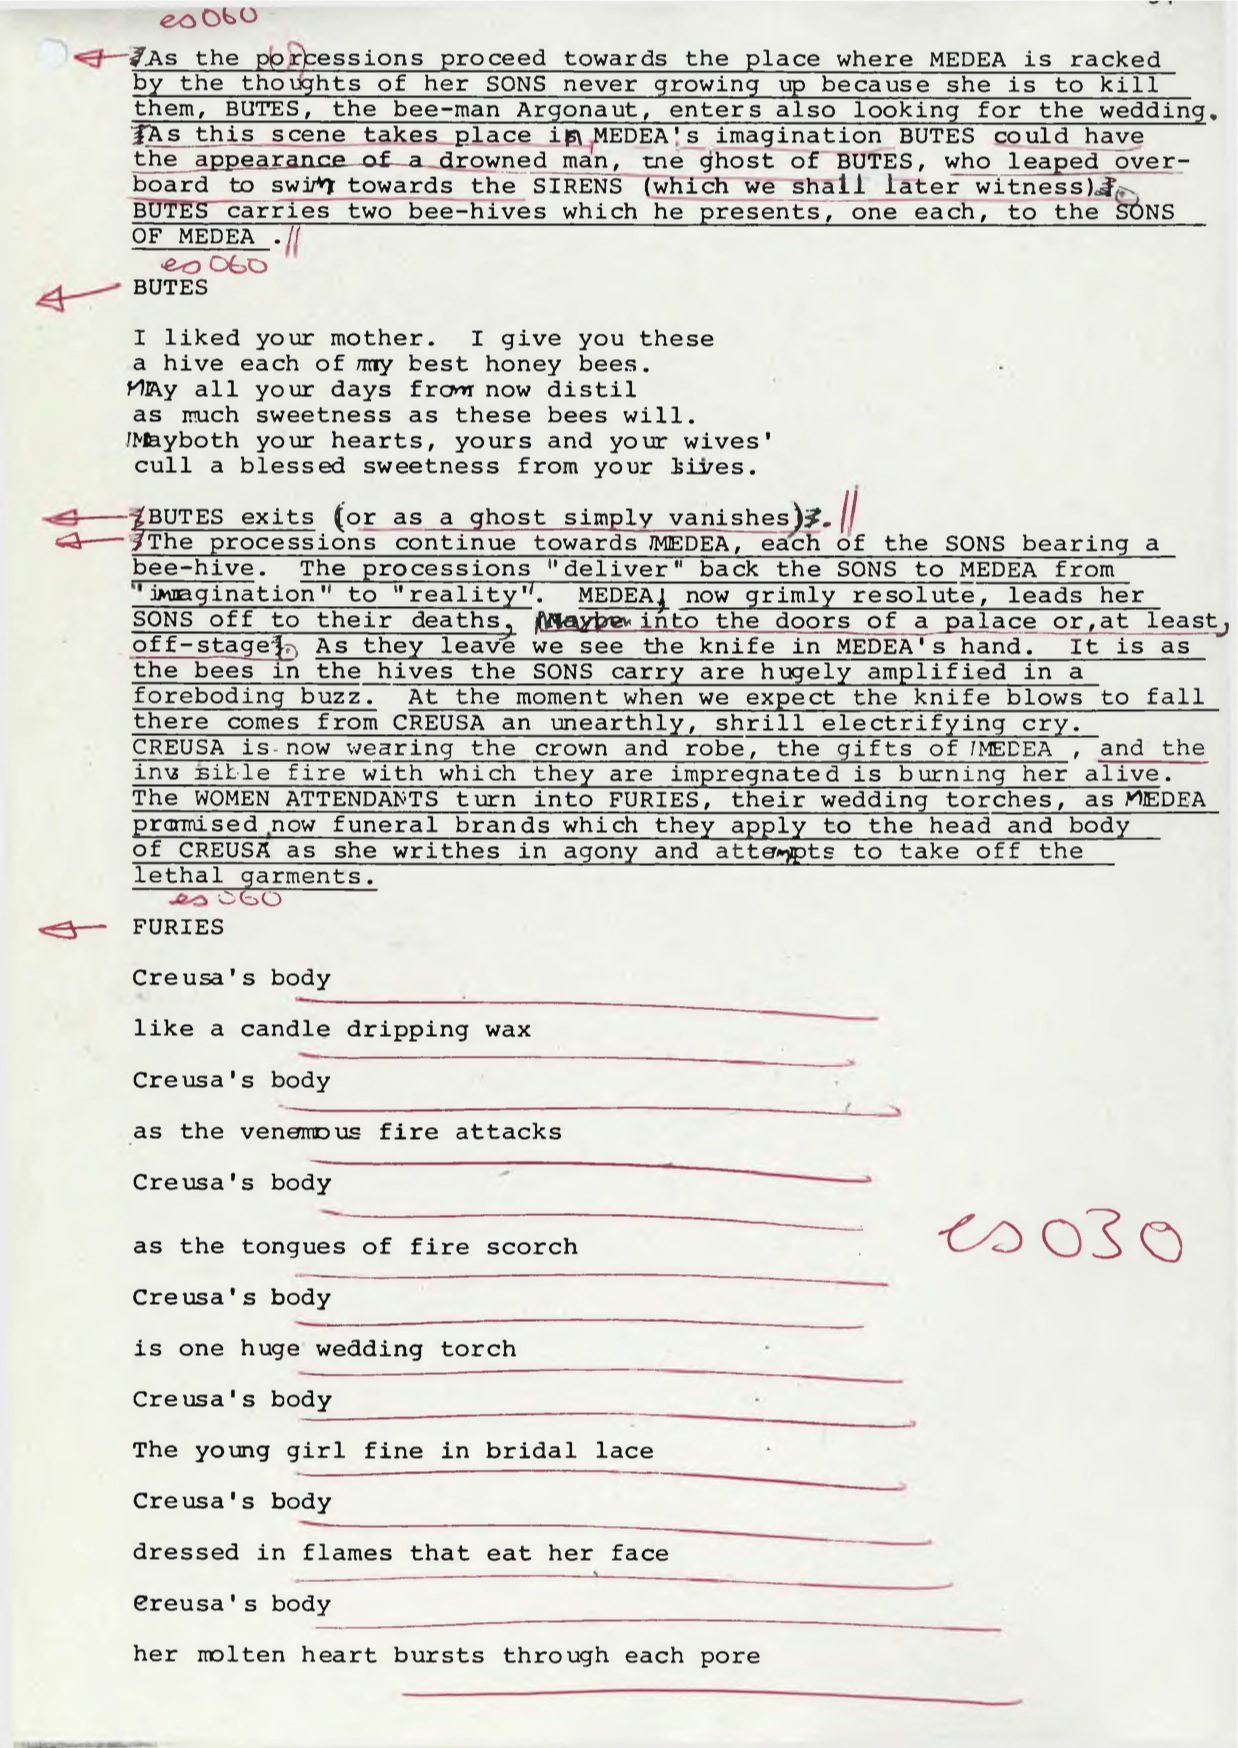 es060
As the porcessions proceed towards the place where MEDEA is racked
by the thoughts of her SONS never growing up because she is to kill
them, BUTES, the bee-man Argonaut, enters also looking for the wedding.
As this scene takes place in MEDEA's imagination BUTES could have
the appearance of a drowned man, the ghost of BUTES, who leaped over-
board to swim towards the SIRENS (which we shall later witness).
BUTES carries two bee-hives which he presents, one each, to the SONS
OF MEDEA .
es060
BUTES
I liked your mother. I give you these
a hive each of my best honey bees.
MAy all your days from now distil
as much sweetness as these bees will.
Mayboth your hearts, yours and your wives'
cull a blessed sweetness from your lives.
BUTES exits (or as a ghost simply vanishes).
The processions continue towards MEDEA, each of the SONS bearing a
bee-hive. The processions "deliver" back the SONS to MEDEA from
"imagination" to "reality". MEDEA, now grimly resolute, leads her
SONS off to their deaths, Maybe into the doors of a palace or, at least,
off-stage. As they leave we see the knife in MEDEA's hand. It is as
the bees in the hives the SONS carry are hugely amplified in a
foreboding buzz. At the moment when we expect the knife blows to fall
there comes from CREUSA an unearthly, shrill electrifying cry.
CREUSA is now wearing the crown and robe, the gifts of MEDEA , and the
invisible fire with which they are impregnated is burning her alive.
The WOMEN ATTENDANTS turn into FURIES, their wedding torches, as MEDEA
promised, now funeral brands which they apply to the head and body
of CREUSA as she writhes in agony and attempts to take off the
lethal garments.
es060
FURIES
Creusa's body
like a candle dripping wax
Creusa's body
as the venemous fire attacks
Creusa's body
es030
as the tongues of fire scorch
Creusa's body
is one huge wedding torch
Creusa's body
The young girl fine in bridal lace
Creusa's body
dressed in flames that eat her face
Creusa's body
her molten heart bursts through each pore